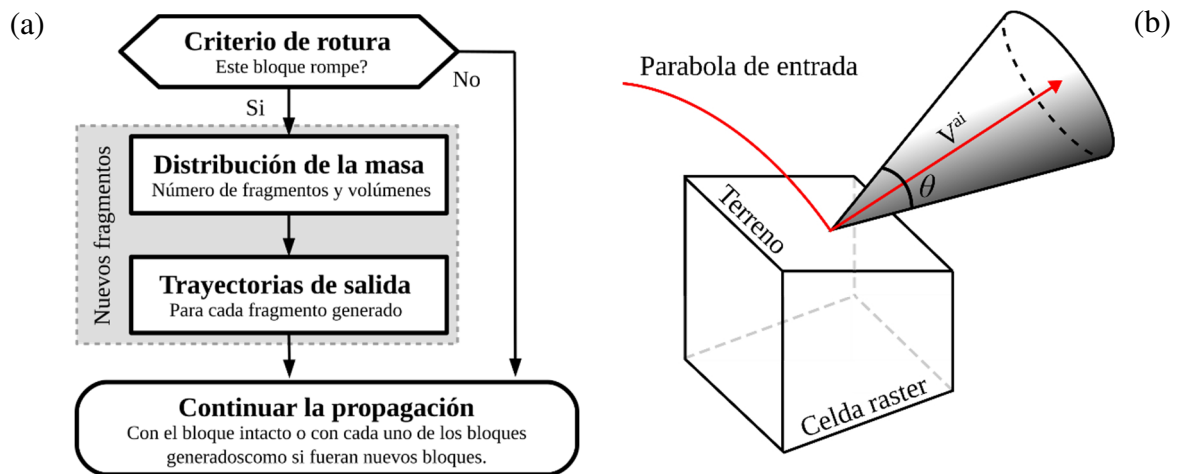 (a)
Criterio de rotura
Este bloque rompe?
No
Si
Nuevos fragmentos
Distribución de la masa
Número de fragmentos y volúmenes
Trayectorias de salida
Para cada fragmento generado
Continuar la propagación
Con el bloque intacto o con cada uno de los bloques
generadoscomo si fueran nuevos bloques.
(b)
Parabola de entrada
V^ai
θ
Terreno
Celda raster